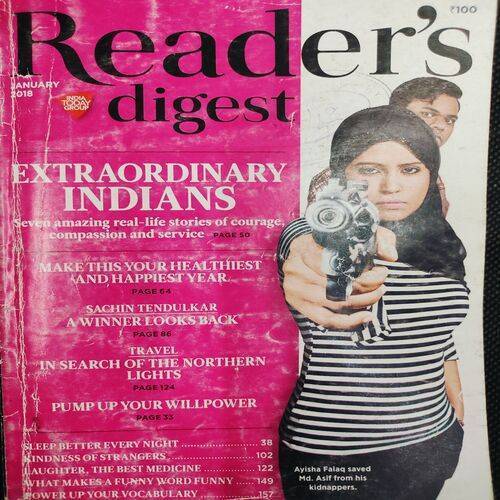 ₹100
Reader's
digest
JANUARY
2018
INDIA
TODAY
GROUP
EXTRAORDINARY
INDIANS
Seven amazing real-life stories of courage,
compassion and service PAGE 50
MAKE THIS YOUR HEALTHIEST
AND HAPPIEST YEAR
PAGE 64
SACHIN TENDULKAR
A WINNER LOOKS BACK
PAGE 86
TRAVEL
IN SEARCH OF THE NORTHERN
LIGHTS
PAGE 124
PUMP UP YOUR WILLPOWER
PAGE 33
SLEEP BETTER EVERY NIGHT .................... 38
KINDNESS OF STRANGERS .................... 102
LAUGHTER, THE BEST MEDICINE ............ 122
WHAT MAKES A FUNNY WORD FUNNY .... 149
POWER UP YOUR VOCABULARY .............. 157
Ayisha Falaq saved
Md. Asif from his
kidnappers.